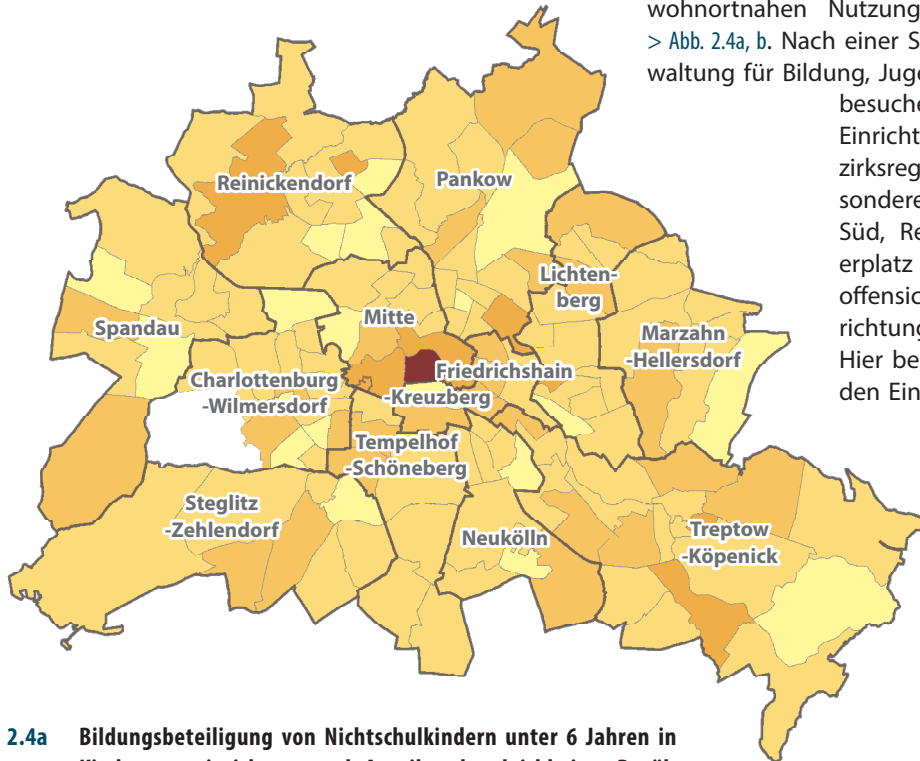 wohnortnahen Nutzung
> Abb. 2.4a, b. Nach einer S
waltung für Bildung, Juge
besuche
Einricht
zirksreg
sondere
Süd, Re
erplatz
offensic
richtung
Hier be
den Ein
Reinickendorf
Pankow
Lichten-
berg
Mitte
Spandau
Marzahn
-Hellersdorf
Friedrichshain
-Kreuzberg
Charlottenburg
-Wilmersdorf
Tempelhof
-Schöneberg
Steglitz
-Zehlendorf
Neukölln
Treptow
-Köpenick
2.4a Bildungsbeteiligung von Nichtschulkindern unter 6 Jahren in